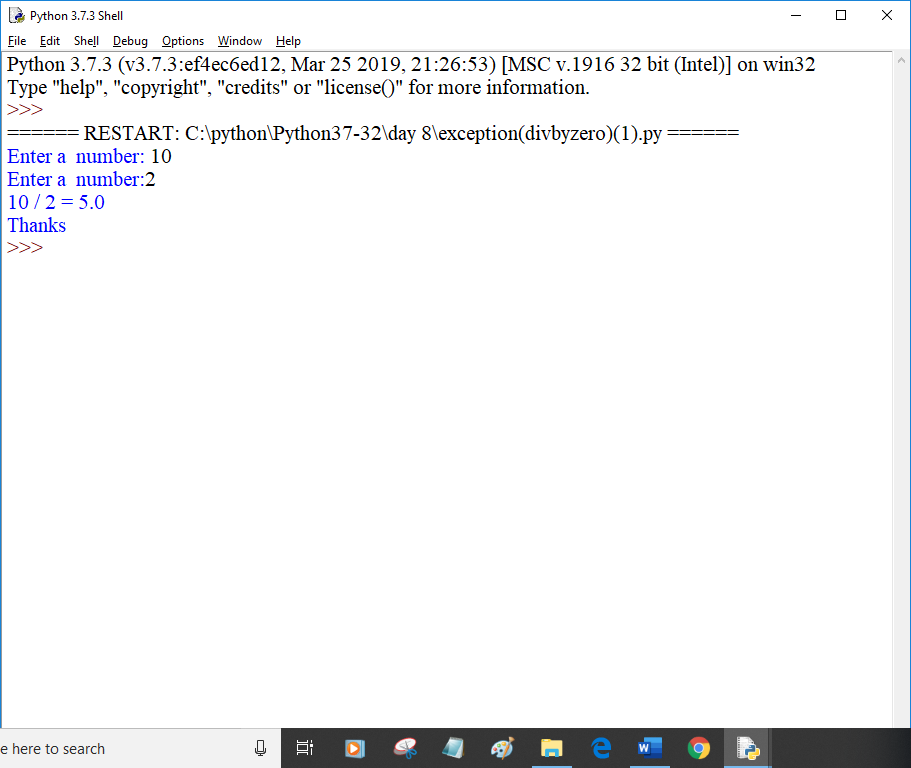 Python 3.7.3 Shell
File Edit Shell Debug Options Window Help
Python 3.7.3 (v3.7.3:ef4ec6ed12, Mar 25 2019, 21:26:53) [MSC v.1916 32 bit (Intel)] on win32
Type "help", "copyright", "credits" or "license()" for more information.
>>>
====== RESTART: C:\python\Python37-32\day 8\exception(divbyzero)(1).py ======
Enter a  number: 10
Enter a  number:2
10 / 2 = 5.0
Thanks
>>>
e here to search